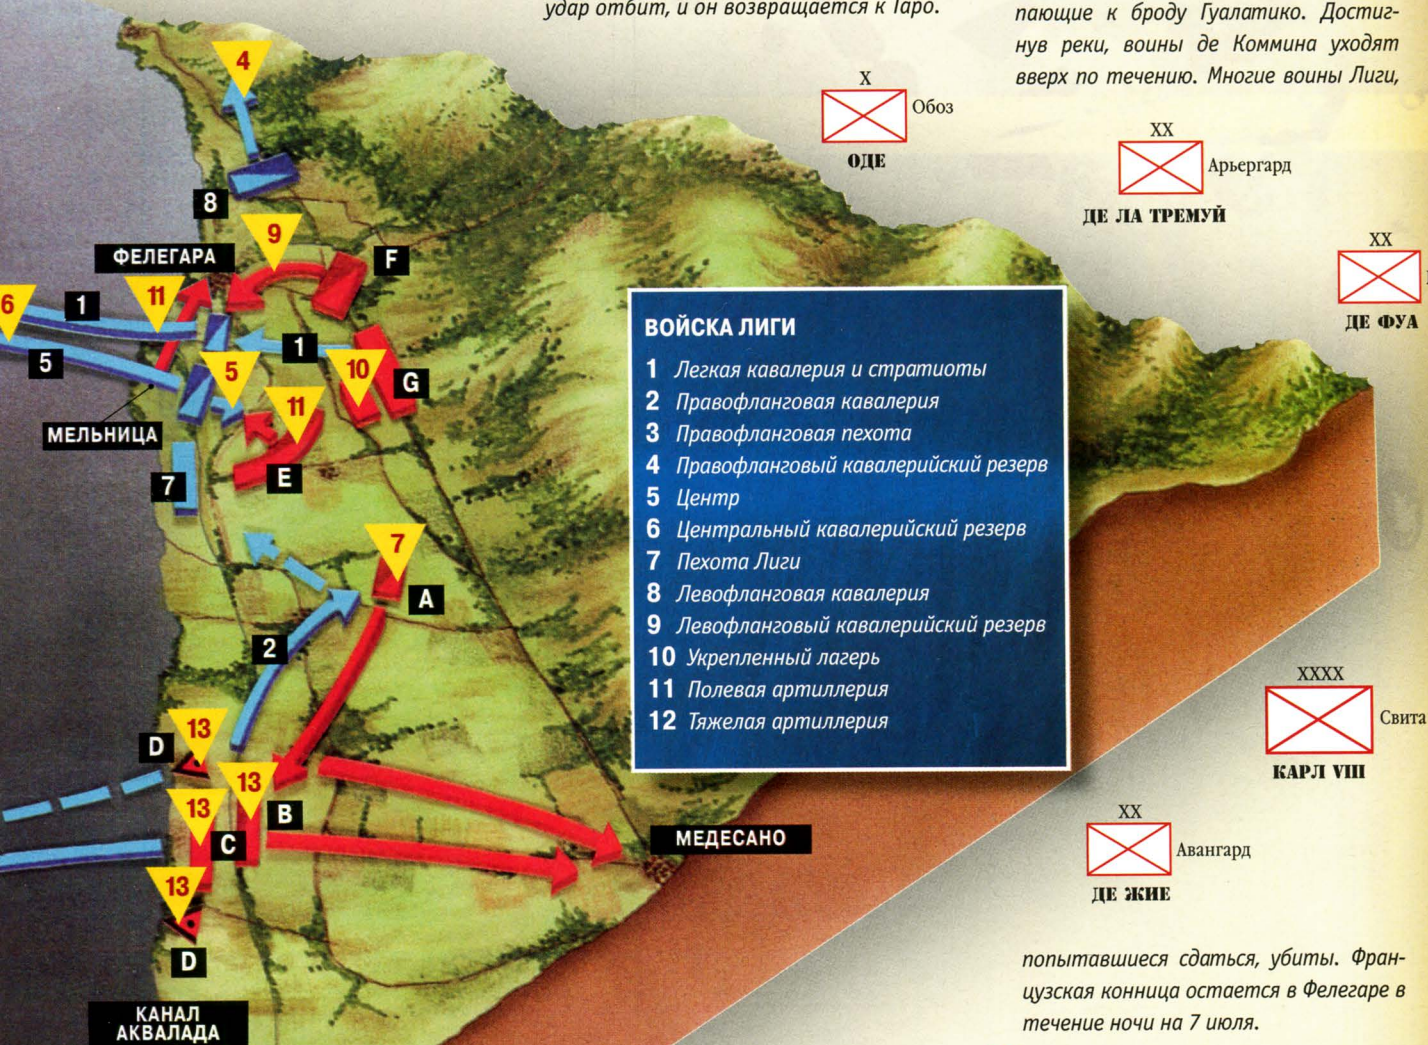 удар отбит, и он возвращается к Таро.
пающие к броду Гуалатико. Достиг-
нув реки, воины де Коммина уходят
вверх по течению. Многие воины Лиги,
X
Обоз
ОДЕ
XX
Арьергард
ДЕ ЛА ТРЕМУЙ
XX
ДЕ ФУА
4
8
9
ФЕЛЕГАРА
F
6
1
11
1
5
5
10
G
11
МЕЛЬНИЦА
7
E
7
A
2
13
D
13
13
B
C
13
D
МЕДЕСАНО
КАНАЛ
АКВАЛАДА
ВОЙСКА ЛИГИ
1 Легкая кавалерия и стратиоты
2 Правофланговая кавалерия
3 Правофланговая пехота
4 Правофланговый кавалерийский резерв
5 Центр
6 Центральный кавалерийский резерв
7 Пехота Лиги
8 Левофланговая кавалерия
9 Левофланговый кавалерийский резерв
10 Укрепленный лагерь
11 Полевая артиллерия
12 Тяжелая артиллерия
XXXX
Свита
КАРЛ VIII
XX
Авангард
ДЕ ЖИЕ
попытавшиеся сдаться, убиты. Фран-
цузская конница остается в Фелегаре в
течение ночи на 7 июля.